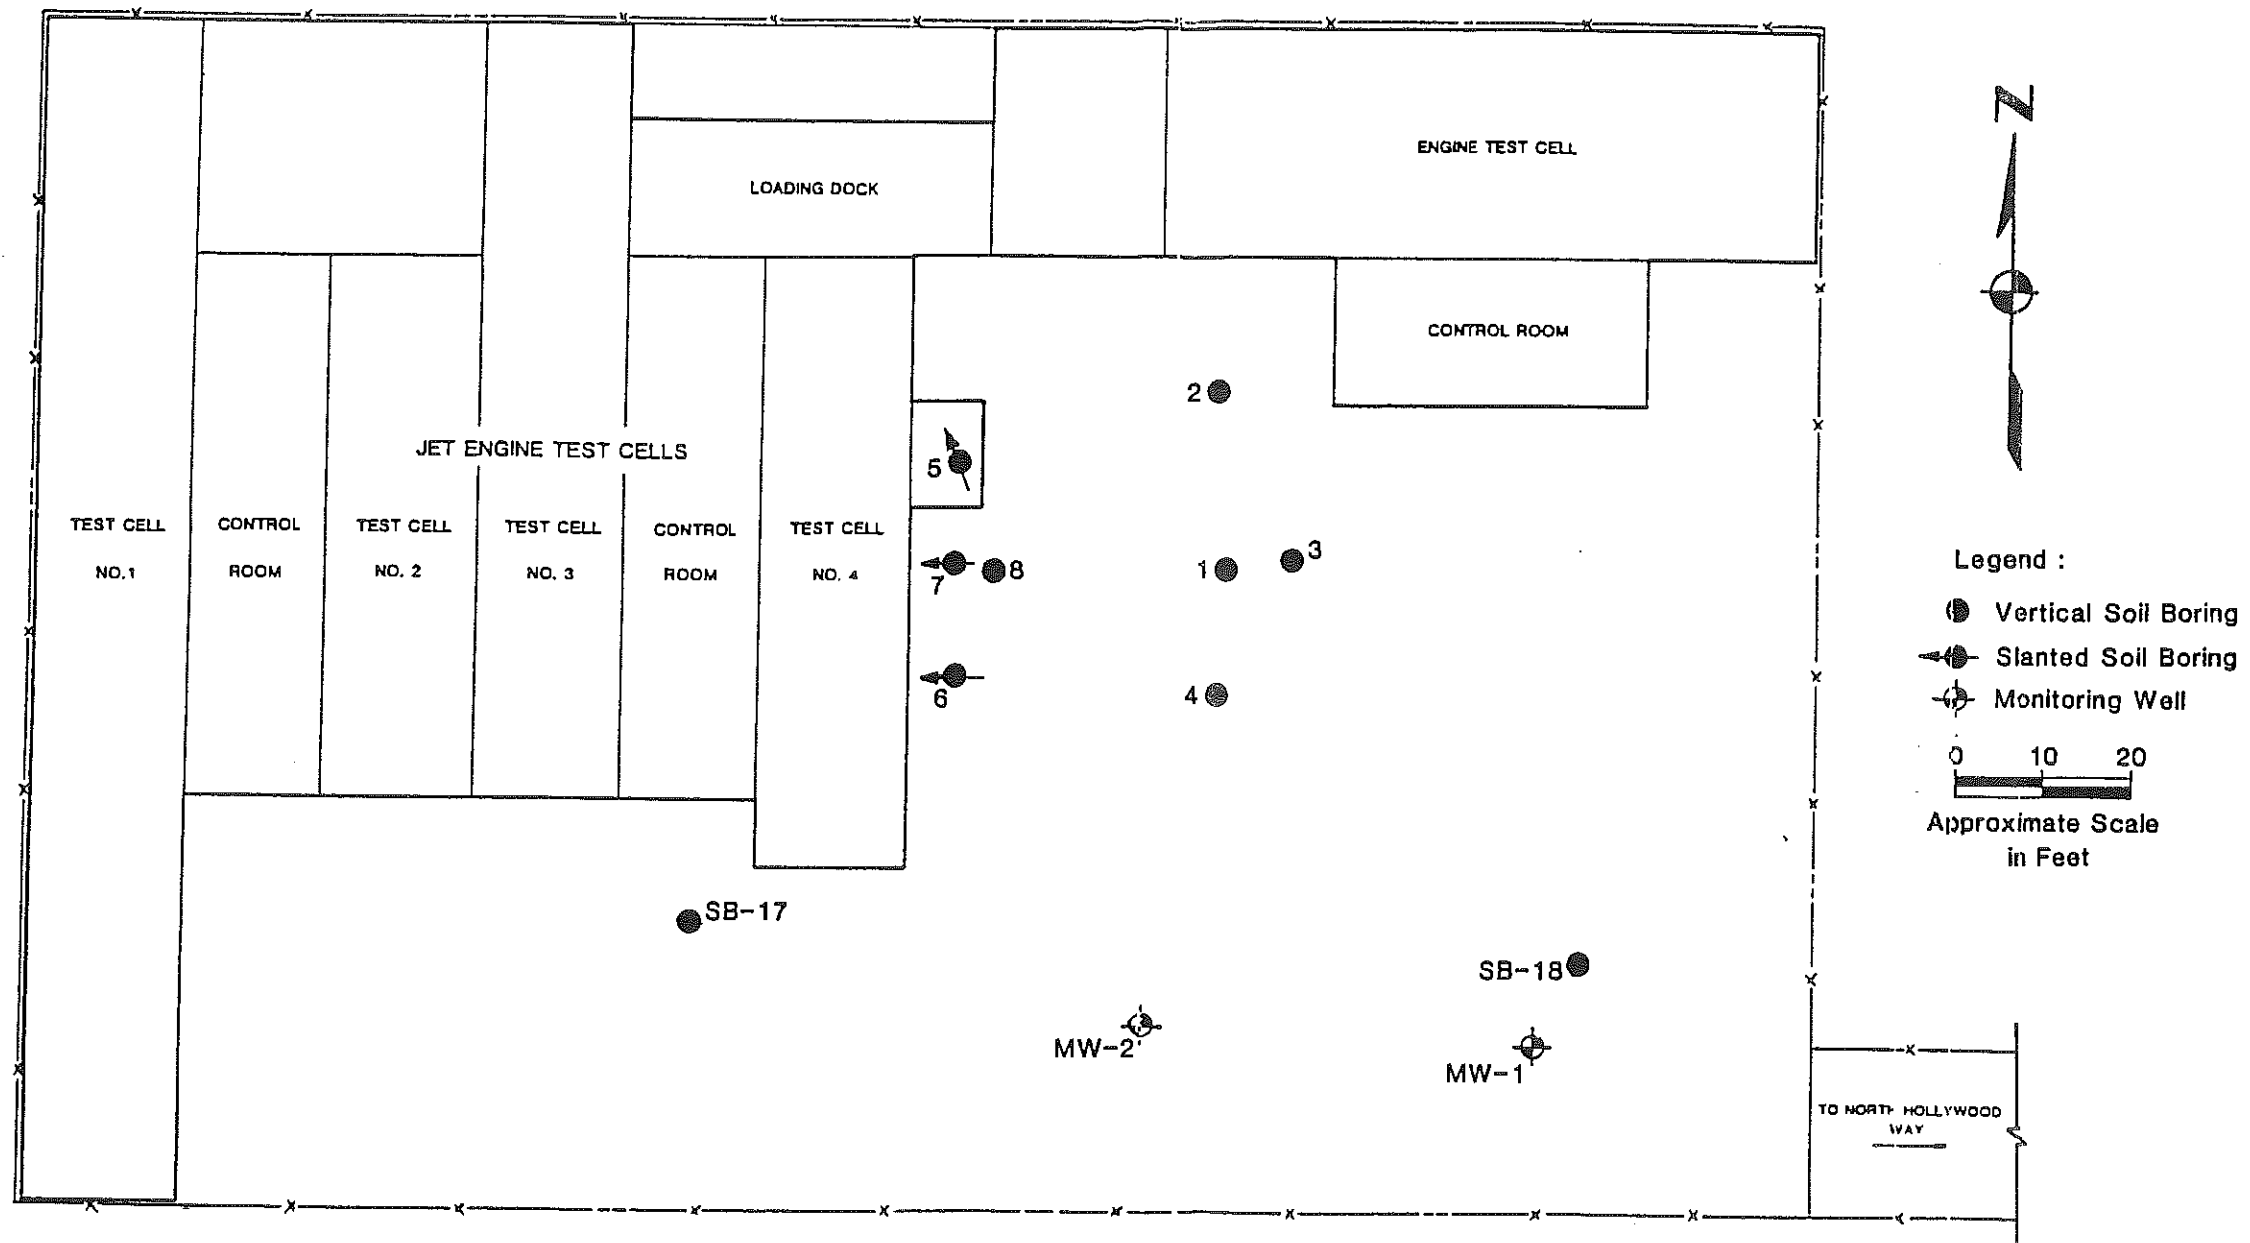 N
ENGINE TEST CELL
LOADING DOCK
CONTROL ROOM
2
JET ENGINE TEST CELLS
5
TEST CELL
NO.1
CONTROL
ROOM
TEST CELL
NO. 2
TEST CELL
NO. 3
CONTROL
ROOM
TEST CELL
NO. 4
7
8
1
3
6
4
Legend :
Vertical Soil Boring
Slanted Soil Boring
Monitoring Well
0 10 20
Approximate Scale
in Feet
SB-17
SB-18
MW-2
MW-1
TO NORTH HOLLYWOOD
WAY